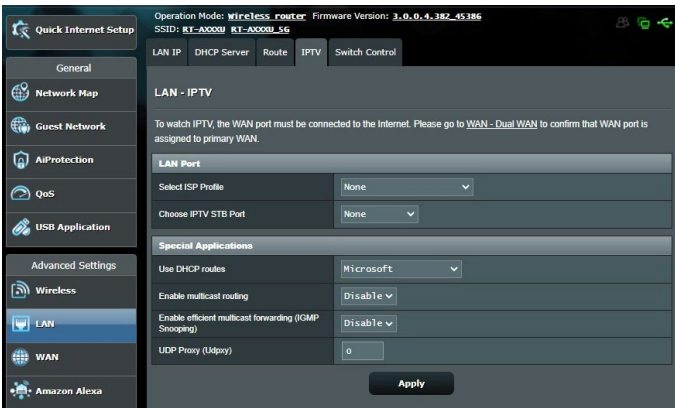 Quick Internet Setup
General
Network Map
Guest Network
AiProtection
QoS
USB Application
Advanced Settings
Wireless
LAN
WAN
Amazon Alexa
Operation Mode: Wireless router Firmware Version: 3.0.0.4.382_45386
SSID: RT-AXXXU RT-AXXXU_5G
LAN IP DHCP Server Route IPTV Switch Control
LAN - IPTV
To watch IPTV, the WAN port must be connected to the Internet. Please go to WAN - Dual WAN to confirm that WAN port is
assigned to primary WAN.
LAN Port
Select ISP Profile None
Choose IPTV STB Port None
Special Applications
Use DHCP routes Microsoft
Enable multicast routing Disable
Enable efficient multicast forwarding (IGMP
Snooping) Disable
UDP Proxy (Udpxy) 0
Apply